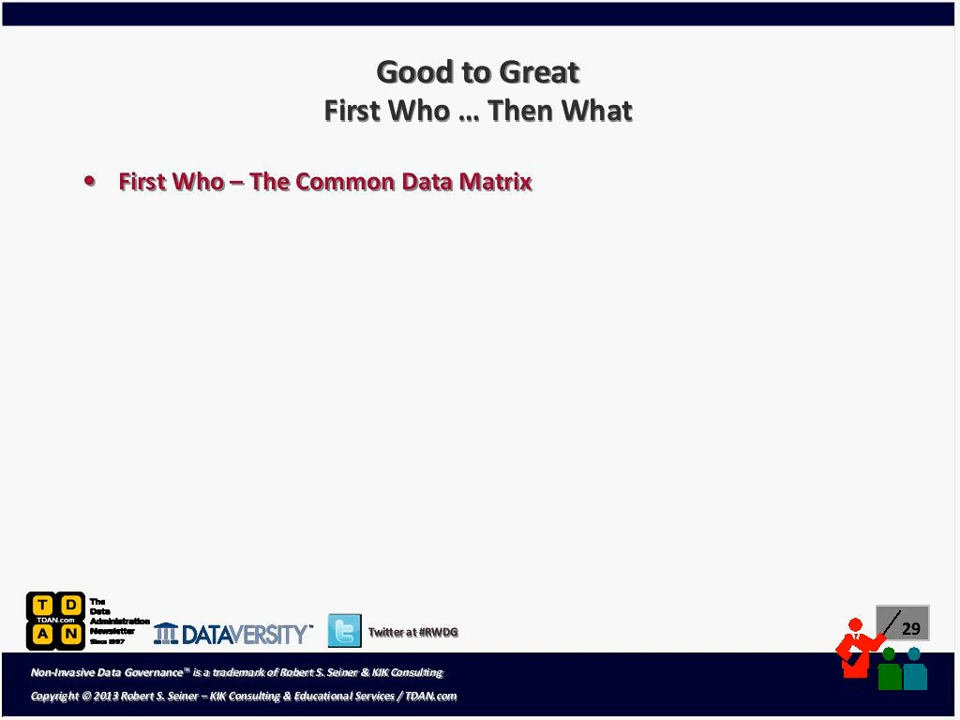 Good to Great
First Who … Then What
• First Who – The Common Data Matrix
T D
TDAN.com
A N
The
Data
Administration
Newsletter
Since 1997
DATAVERSITY™
Twitter at #RWDG
29
Non-Invasive Data Governance™ is a trademark of Robert S. Seiner & KIK Consulting
Copyright © 2013 Robert S. Seiner – KIK Consulting & Educational Services / TDAN.com